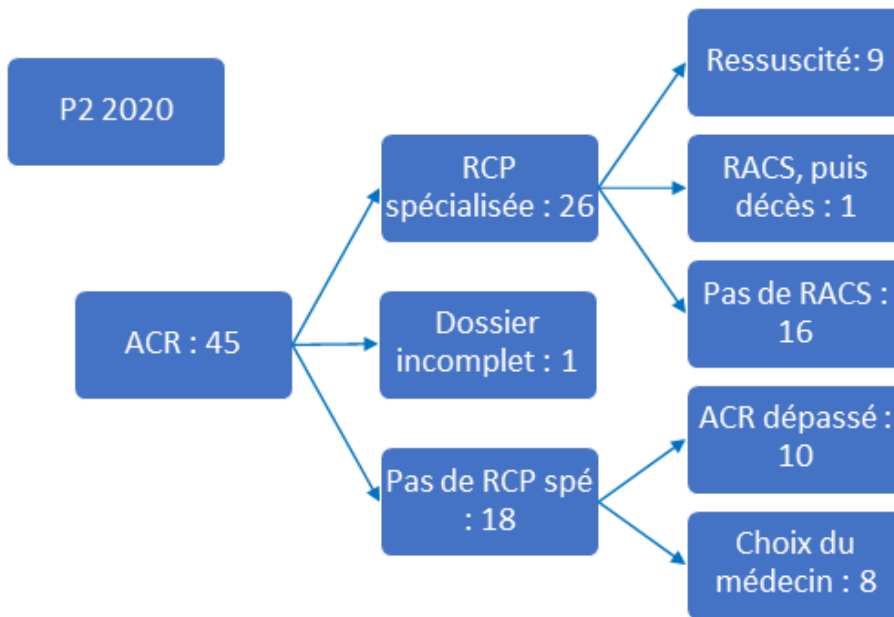 P2 2020
ACR : 45
RCP
spécialisée : 26
Dossier
incomplet : 1
Pas de RCP spé
: 18
Ressuscité: 9
RACS, puis
décès : 1
Pas de RACS :
16
ACR dépassé :
10
Choix du
médecin : 8